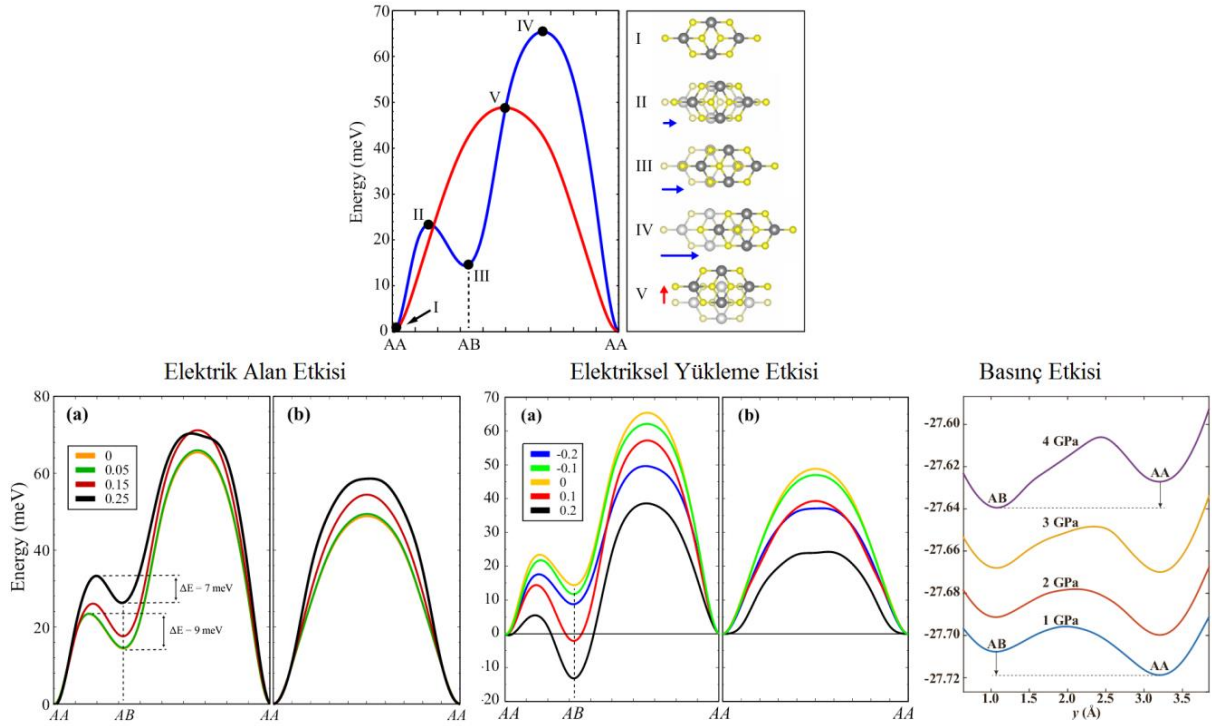 70
60
50
40
30
20
10
0
Energy (meV)
I
II
III
IV
V
AA
AB
AA
I
II
III
IV
V
Elektrik Alan Etkisi
80
60
40
20
0
Energy (meV)
(a)
0
0.05
0.15
0.25
ΔE ~ 7 meV
ΔE ~ 9 meV
AA
AB
AA
(b)
AA
Elektriksel Yükleme Etkisi
70
60
50
40
30
20
10
0
-10
-20
(a)
-0.2
-0.1
0
0.1
0.2
AA
AB
AA
(b)
AA
Basınç Etkisi
-27.60
-27.62
-27.64
-27.66
-27.68
-27.70
-27.72
4 GPa
AB
AA
3 GPa
2 GPa
1 GPa
AB
AA
1.0 1.5 2.0 2.5 3.0 3.5
y (Å)